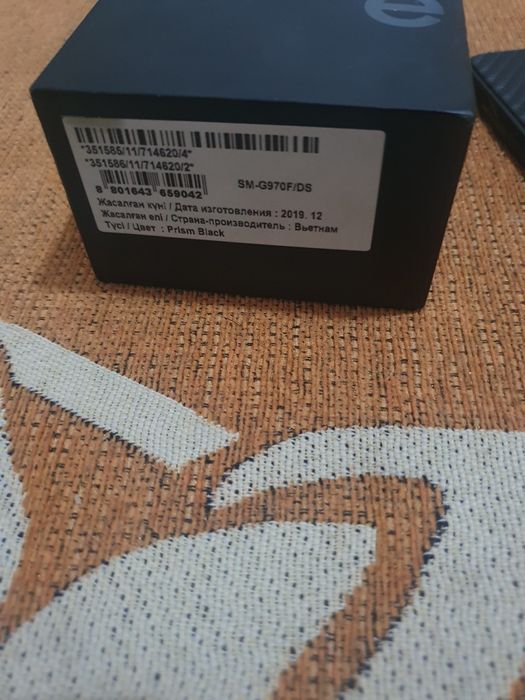 *351585/11/714620/4*
*351586/11/714620/2*
8 801643 659042
SM-G970F/DS
Жасалған күні / Дата изготовления : 2019. 12
Жасалған елі / Страна-производитель : Вьетнам
Түсі / Цвет : Prism Black